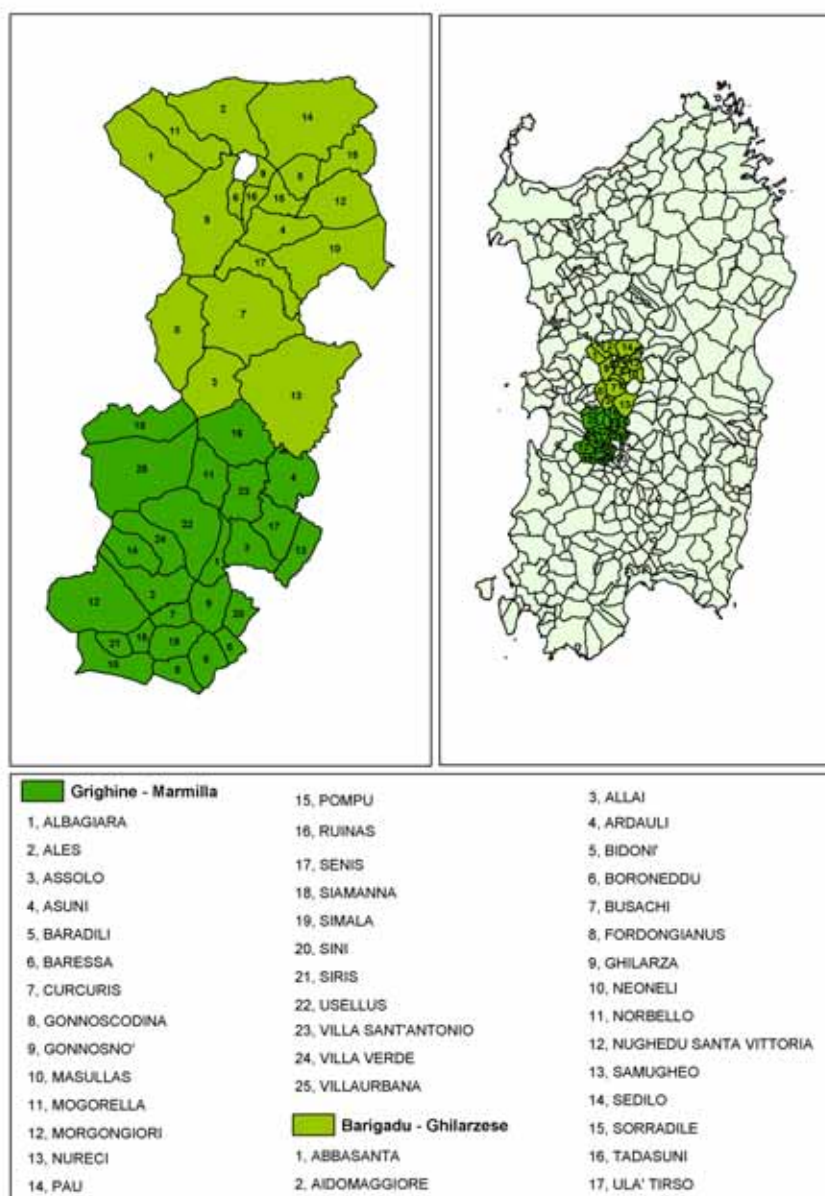 Grighine - Marmilla
1, ALBAGIARA
2, ALES
3, ASSOLO
4, ASUNI
5, BARADILI
6, BARESSA
7, CURCURIS
8, GONNOSCODINA
9, GONNOSNO'
10, MASULLAS
11, MOGORELLA
12, MORGONGIORI
13, NURECI
14, PAU
15, POMPU
16, RUINAS
17, SENIS
18, SIAMANNA
19, SIMALA
20, SINI
21, SIRIS
22, USELLUS
23, VILLA SANT'ANTONIO
24, VILLA VERDE
25, VILLAURBANA
Barigadu - Ghilarzese
1, ABBASANTA
2, AIDOMAGGIORE
3, ALLAI
4, ARDAULI
5, BIDONI'
6, BORONEDDU
7, BUSACHI
8, FORDONGIANUS
9, GHILARZA
10, NEONELI
11, NORBELLO
12, NUGHEDU SANTA VITTORIA
13, SAMUGHEO
14, SEDILO
15, SORRADILE
16, TADASUNI
17, ULA' TIRSO